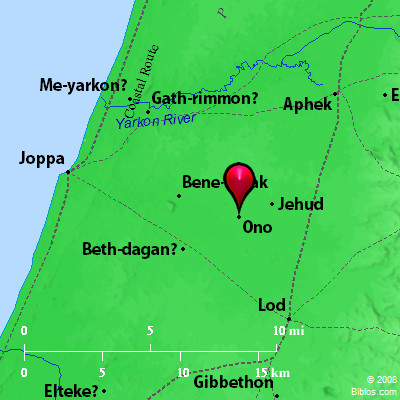 P
Me-yarkon?
Coastal Route
Gath-rimmon?
Aphek
E
Yarkon River
Joppa
Bene-
ak
Jehud
Ono
Beth-dagan?
Lod
0 5 10 mi
0 5 10 15 km
Elteke?
Gibbethon
© 2008
Biblos.com